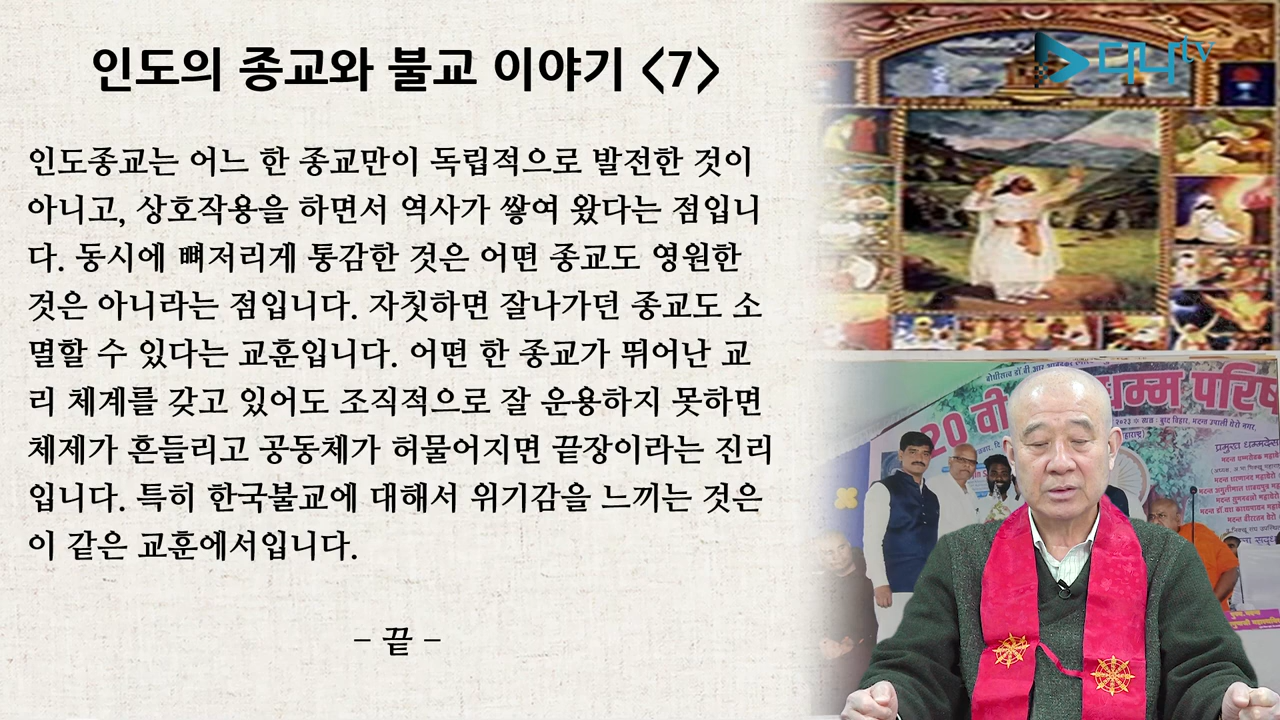 인도의 종교와 불교 이야기 <7>
다나tv
인도종교는 어느 한 종교만이 독립적으로 발전한 것이
아니고, 상호작용을 하면서 역사가 쌓여 왔다는 점입니
다. 동시에 뼈저리게 통감한 것은 어떤 종교도 영원한
것은 아니라는 점입니다. 자칫하면 잘나가던 종교도 소
멸할 수 있다는 교훈입니다. 어떤 한 종교가 뛰어난 교
리 체계를 갖고 있어도 조직적으로 잘 운용하지 못하면
체제가 흔들리고 공동체가 허물어지면 끝장이라는 진리
입니다. 특히 한국불교에 대해서 위기감을 느끼는 것은
이 같은 교훈에서입니다.
– 끝 –
20 वी
धम्म परिष
प्रमुख धम्मदेस